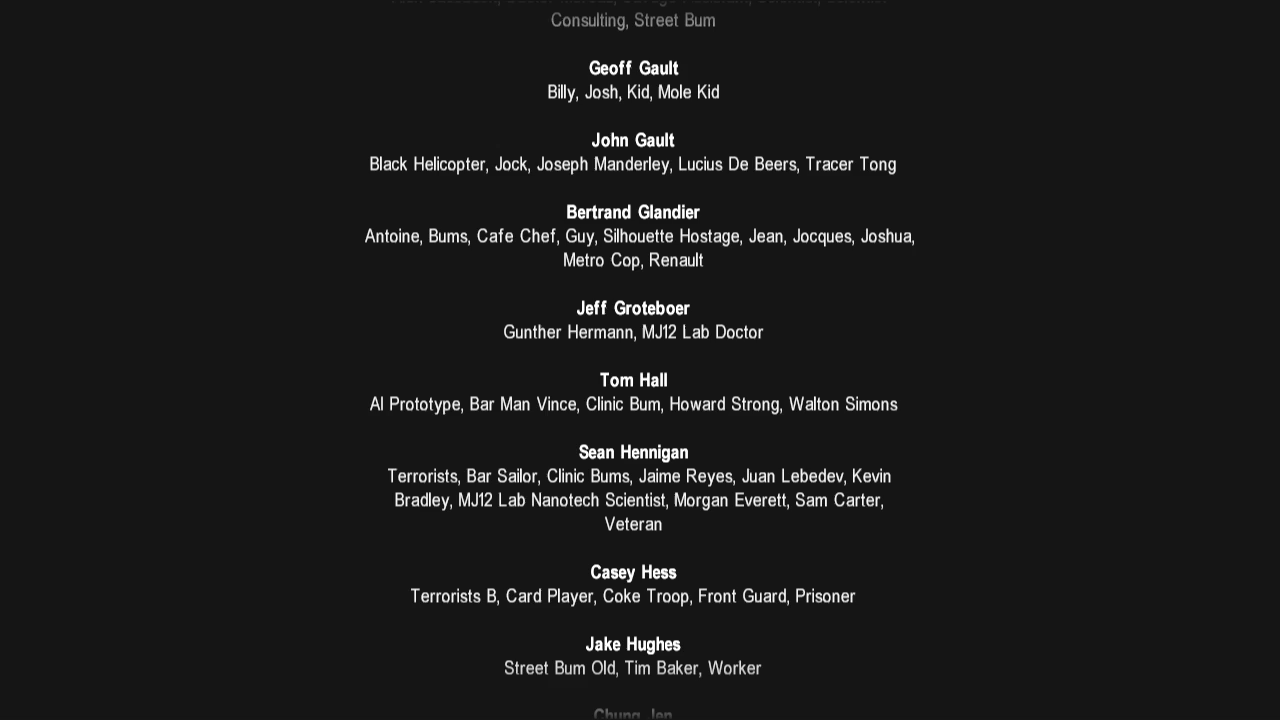 Consulting, Street Bum
Geoff Gault
Billy, Josh, Kid, Mole Kid
John Gault
Black Helicopter, Jock, Joseph Manderley, Lucius De Beers, Tracer Tong
Bertrand Glandier
Antoine, Bums, Cafe Chef, Guy, Silhouette Hostage, Jean, Jocques, Joshua,
Metro Cop, Renault
Jeff Groteboer
Gunther Hermann, MJ12 Lab Doctor
Tom Hall
AI Prototype, Bar Man Vince, Clinic Bum, Howard Strong, Walton Simons
Sean Hennigan
Terrorists, Bar Sailor, Clinic Bums, Jaime Reyes, Juan Lebedev, Kevin
Bradley, MJ12 Lab Nanotech Scientist, Morgan Everett, Sam Carter,
Veteran
Casey Hess
Terrorists B, Card Player, Coke Troop, Front Guard, Prisoner
Jake Hughes
Street Bum Old, Tim Baker, Worker
Chung Jen